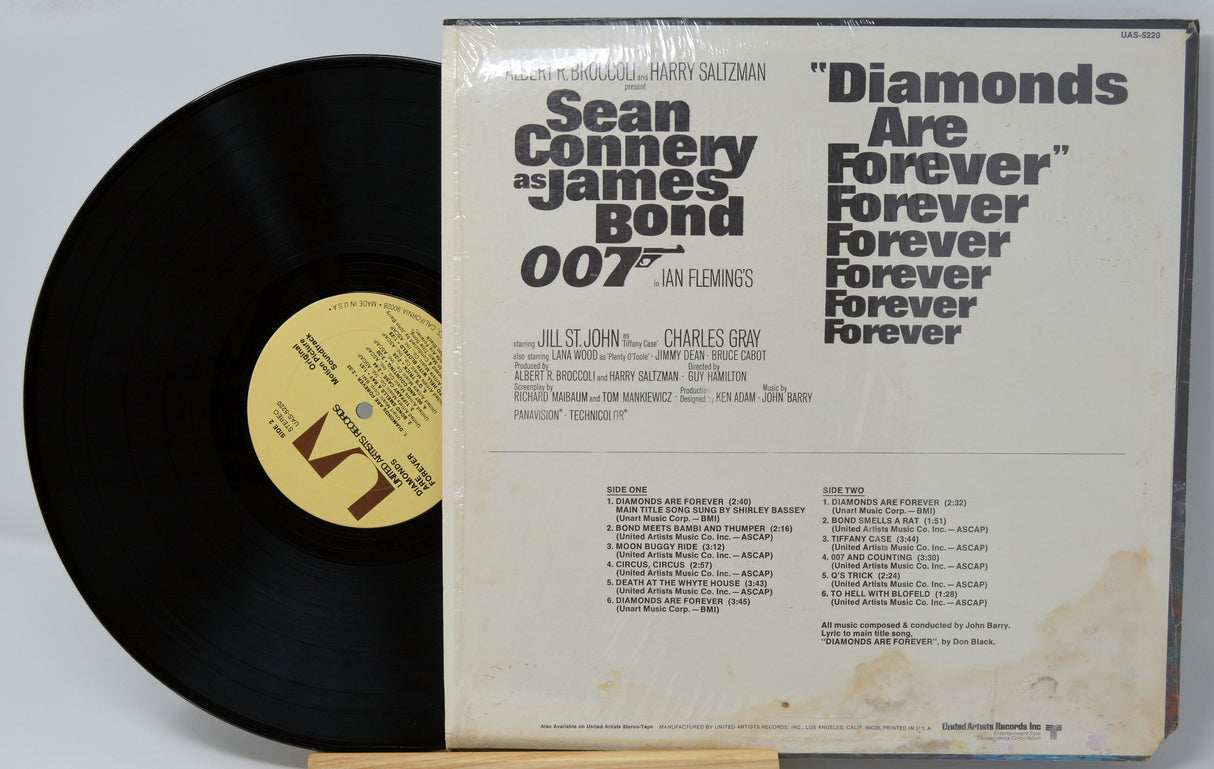 UAS-5220
ALBERT R. BROCCOLI and HARRY SALTZMAN
present
Sean
Connery
as James
Bond
007
in IAN FLEMING'S
"Diamonds
Are
Forever"
Forever
Forever
Forever
Forever
Forever
starring JILL ST. JOHN as 'Tiffany Case' CHARLES GRAY
also starring LANA WOOD as 'Plenty O'Toole' - JIMMY DEAN - BRUCE CABOT
Produced by Directed by
ALBERT R. BROCCOLI and HARRY SALTZMAN - GUY HAMILTON
Screenplay by Production Music by
RICHARD MAIBAUM and TOM MANKIEWICZ - Designed by KEN ADAM - JOHN BARRY
PANAVISION® - TECHNICOLOR®
SIDE ONE
1. DIAMONDS ARE FOREVER (2:40)
MAIN TITLE SONG SUNG BY SHIRLEY BASSEY
(Unart Music Corp. — BMI)
2. BOND MEETS BAMBI AND THUMPER (2:16)
(United Artists Music Co. Inc. — ASCAP)
3. MOON BUGGY RIDE (3:12)
(United Artists Music Co. Inc. — ASCAP)
4. CIRCUS, CIRCUS (2:57)
(United Artists Music Co. Inc. — ASCAP)
5. DEATH AT THE WHYTE HOUSE (3:43)
(United Artists Music Co. Inc. — ASCAP)
6. DIAMONDS ARE FOREVER (3:45)
(Unart Music Corp. — BMI)
SIDE TWO
1. DIAMONDS ARE FOREVER (2:32)
(Unart Music Corp. — BMI)
2. BOND SMELLS A RAT (1:51)
(United Artists Music Co. Inc. — ASCAP)
3. TIFFANY CASE (3:44)
(United Artists Music Co. Inc. — ASCAP)
4. 007 AND COUNTING (3:30)
(United Artists Music Co. Inc. — ASCAP)
5. Q'S TRICK (2:24)
(United Artists Music Co. Inc. — ASCAP)
6. TO HELL WITH BLOFELD (1:28)
(United Artists Music Co. Inc. — ASCAP)
All music composed & conducted by John Barry.
Lyric to main title song,
"DIAMONDS ARE FOREVER", by Don Black.
Also Available on United Artists Stereo-Tape MANUFACTURED BY UNITED ARTISTS RECORDS, INC., LOS ANGELES, CALIF. 90028, PRINTED IN U.S.A.
United Artists Records Inc
Entertainment from
Transamerica Corporation
UA
UNITED ARTISTS RECORDS
DIAMONDS
ARE
FOREVER
SIDE 2
STEREO
UAS-5220
Original
Motion Picture
Soundtrack
CALIFORNIA 90028 • MADE IN U.S.A.